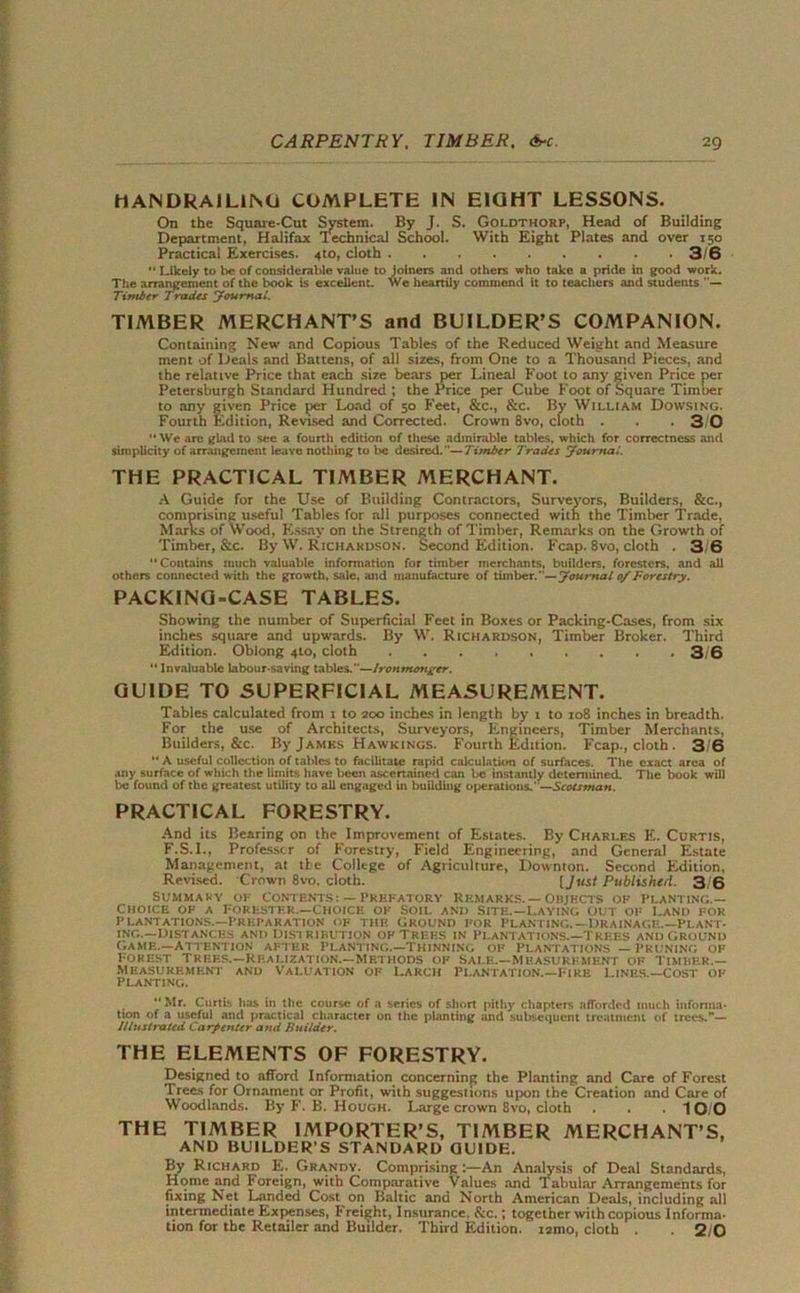 CARPENTRY, TIMBER, &c. 29
HANDRAILING COMPLETE IN EIGHT LESSONS.
On the Square-Cut System. By J. S. GOLDTHORP, Head of Building
Department, Halifax Technical School. With Eight Plates and over 150
Practical Exercises. 4to, cloth . . . . . . . . . 3/6
"Likely to be of considerable value to joiners and others who take a pride in good work.
The arrangement of the book is excellent. We heartily commend it to teachers and students."—
Timber Trades Journal.
TIMBER MERCHANT'S and BUILDER'S COMPANION.
Containing New and Copious Tables of the Reduced Weight and Measure
ment of Deals and Battens, of all sizes, from One to a Thousand Pieces, and
the relative Price that each size bears per Lineal Foot to any given Price per
Petersburgh Standard Hundred ; the Price per Cube Foot of Square Timber
to any given Price per Load of 50 Feet, &c., &c. By WILLIAM DOWSING.
Fourth Edition, Revised and Corrected. Crown 8vo, cloth . . . 3/0
"We are glad to see a fourth edition of these admirable tables, which for correctness and
simplicity of arrangement leave nothing to be desired."—Timber Trades Journal.
THE PRACTICAL TIMBER MERCHANT.
A Guide for the Use of Building Contractors, Surveyors, Builders, &c.,
comprising useful Tables for all purposes connected with the Timber Trade,
Marks of Wood, Essay on the Strength of Timber, Remarks on the Growth of
Timber, &c. By W. RICHARDSON. Second Edition. Fcap. 8vo, cloth . 3/6
"Contains much valuable information for timber merchants, builders, foresters, and all
others connected with the growth, sale, and manufacture of timber."—Journal of Forestry.
PACKING-CASE TABLES.
Showing the number of Superficial Feet in Boxes or Packing-Cases, from six
inches square and upwards. By W. RICHARDSON, Timber Broker. Third
Edition. Oblong 4to, cloth . . . . . . . . . 3/6
"Invaluable labour-saving tables."—Ironmonger.
GUIDE TO SUPERFICIAL MEASUREMENT.
Tables calculated from 1 to 200 inches in length by 1 to 108 inches in breadth.
For the use of Architects, Surveyors, Engineers, Timber Merchants,
Builders, &c. By JAMES HAWKINGS. Fourth Edition. Fcap., cloth. 3/6
"A useful collection of tables to facilitate rapid calculation of surfaces. The exact area of
any surface of which the limits have been ascertained can be instantly determined. The book will
be found of the greatest utility to all engaged in building operations."—Scotsman.
PRACTICAL FORESTRY.
And its Bearing on the Improvement of Estates. By CHARLES E. CURTIS,
F.S.I., Professor of Forestry, Field Engineering, and General Estate
Management, at the College of Agriculture, Downton. Second Edition,
Revised. Crown 8vo, cloth. [Just Published. 3/6
SUMMARY OF CONTENTS:—PREFATORY REMARKS.—OBJECTS OF PLANTING.—
CHOICE OF A FORESTER.—CHOICE OF SOIL AND SITE.—LAYING OUT OF LAND FOR
PLANTATIONS.—PREPARATION OF THE GROUND FOR PLANTING.—DRAINAGE.—PLANT-
ING.—DISTANCES AND DISTRIBUTION OF TREES IN PLANTATIONS.—TREES AND GROUND
GAME.—ATTENTION AFTER PLANTING.—THINNING OF PLANTATIONS—PRUNING OF
FOREST TREES.—REALIZATION.—METHODS OF SALE.—MEASUREMENT OF TIMBER.—
MEASUREMENT AND VALUATION OF LARCH PLANTATION.—FIRE LINES.—COST OF
PLANTING.
"Mr. Curtis has in the course of a series of short pithy chapters afforded much informa-
tion of a useful and practical character on the planting and subsequent treatment of trees."—
Illustrated Carpenter and Builder.
THE ELEMENTS OF FORESTRY.
Designed to afford Information concerning the Planting and Care of Forest
Trees for Ornament or Profit, with suggestions upon the Creation and Care of
Woodlands. By F. B. HOUGH. Large crown 8vo, cloth . . . 10/0
THE TIMBER IMPORTER'S, TIMBER MERCHANT'S,
AND BUILDER'S STANDARD GUIDE.
By RICHARD E. GRANDY. Comprising:—An Analysis of Deal Standards,
Home and Foreign, with Comparative Values and Tabular Arrangements for
fixing Net Landed Cost on Baltic and North American Deals, including all
intermediate Expenses, Freight, Insurance, &c.; together with copious Informa-
tion for the Retailer and Builder. Third Edition. 12mo, cloth . . 2/0